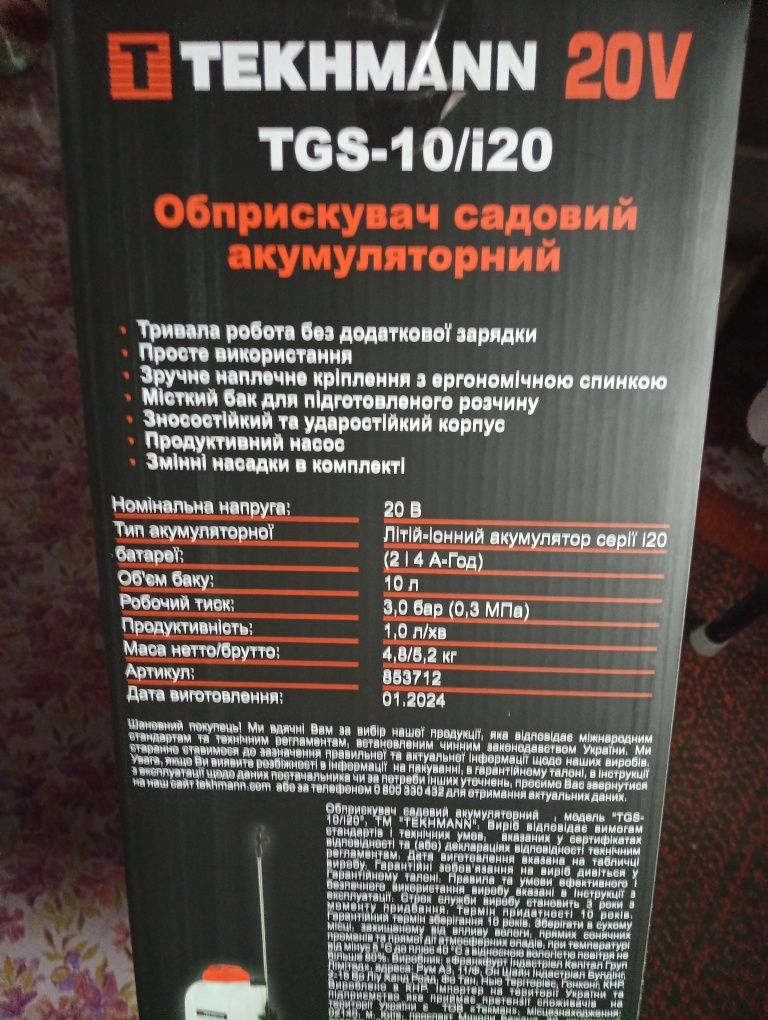 TEKHMANN 20V
TGS-10/i20
Обприскувач садовий
акумуляторний
Тривала робота без додаткової зарядки
Просте використання
Зручне наплечне кріплення з ергономічною спинкою
Місткий бак для підготовленого розчину
Зносостійкий та ударостійкий корпус
Продуктивний насос
Змінні насадки в комплекті
Номінальна напруга: 20 В
Тип акумуляторної Літій-іонний акумулятор серії i20
батареї: (2 і 4 А-Год)
Об'єм баку: 10 л
Робочий тиск: 3,0 бар (0,3 МПа)
Продуктивність: 1,0 л/хв
Маса нетто/брутто: 4,8/5,2 кг
Артикул: 853712
Дата виготовлення: 01.2024
Шановний покупець! Ми вдячні Вам за вибір нашої продукції, яка відповідає міжнародним
стандартам та технічним регламентам, встановленим чинним законодавством України. Ми
старанно ставимося до зазначення правильної та актуальної інформації щодо наших виробів.
Увага, якщо Ви виявите розбіжності в інформації на пакуванні, в гарантійному талоні, в інструкції
з експлуатації щодо даних постачальника чи за потреби інших уточнень, просимо Вас звернутися
на наш сайт tekhmann.com або за телефоном 0 800 330 432 для отримання актуальних даних.
Обприскувач садовий акумуляторний , модель "TGS-
10/i20", ТМ "TEKHMANN". Виріб відповідає вимогам
стандартів і технічних умов, вказаних у сертифікатах
відповідності та (або) деклараціях відповідності технічним
регламентам. Дата виготовлення вказана на табличці
виробу. Гарантійні зобов'язання на виріб дивіться у
гарантійному талоні. Правила та умови ефективного і
безпечного використання виробу вказані в інструкції з
експлуатації. Строк служби виробу становить 3 роки з
моменту придбання. Термін придатності 10 років.
Гарантійний термін зберігання 10 років. Зберігати в сухому
місці, захищеному від впливу вологи, прямих сонячних
променів та прямої дії атмосферних опадів, при температурі